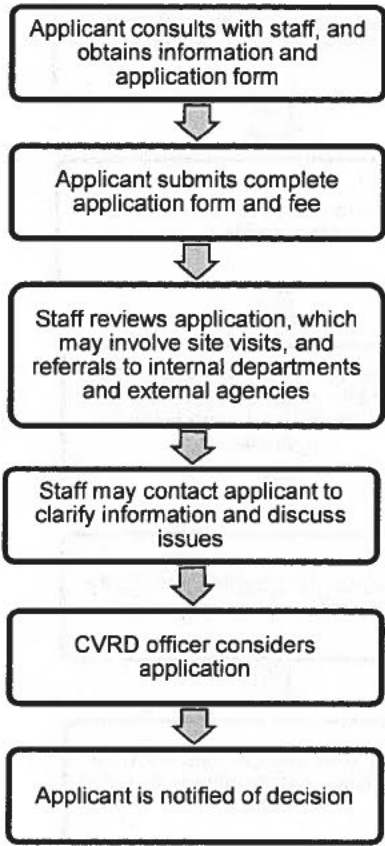 Applicant consults with staff, and
obtains information and
application form
Applicant submits complete
application form and fee
Staff reviews application, which
may involve site visits, and
referrals to internal departments
and external agencies
Staff may contact applicant to
clarify information and discuss
issues
CVRD officer considers
application
Applicant is notified of decision